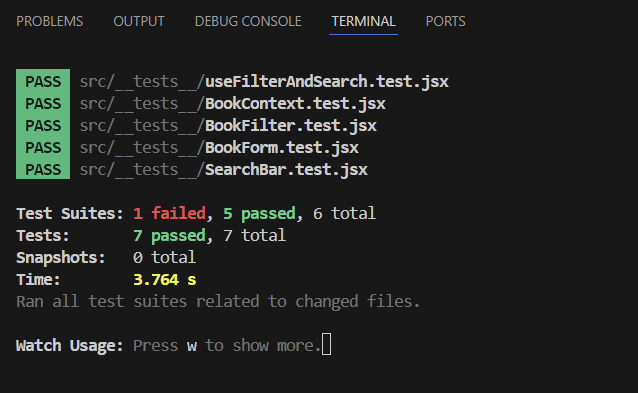 PROBLEMS OUTPUT DEBUG CONSOLE TERMINAL PORTS
PASS src/__tests__/useFilterAndSearch.test.jsx
PASS src/__tests__/BookContext.test.jsx
PASS src/__tests__/BookFilter.test.jsx
PASS src/__tests__/BookForm.test.jsx
PASS src/__tests__/SearchBar.test.jsx
Test Suites: 1 failed, 5 passed, 6 total
Tests: 7 passed, 7 total
Snapshots: 0 total
Time: 3.764 s
Ran all test suites related to changed files.
Watch Usage: Press w to show more.